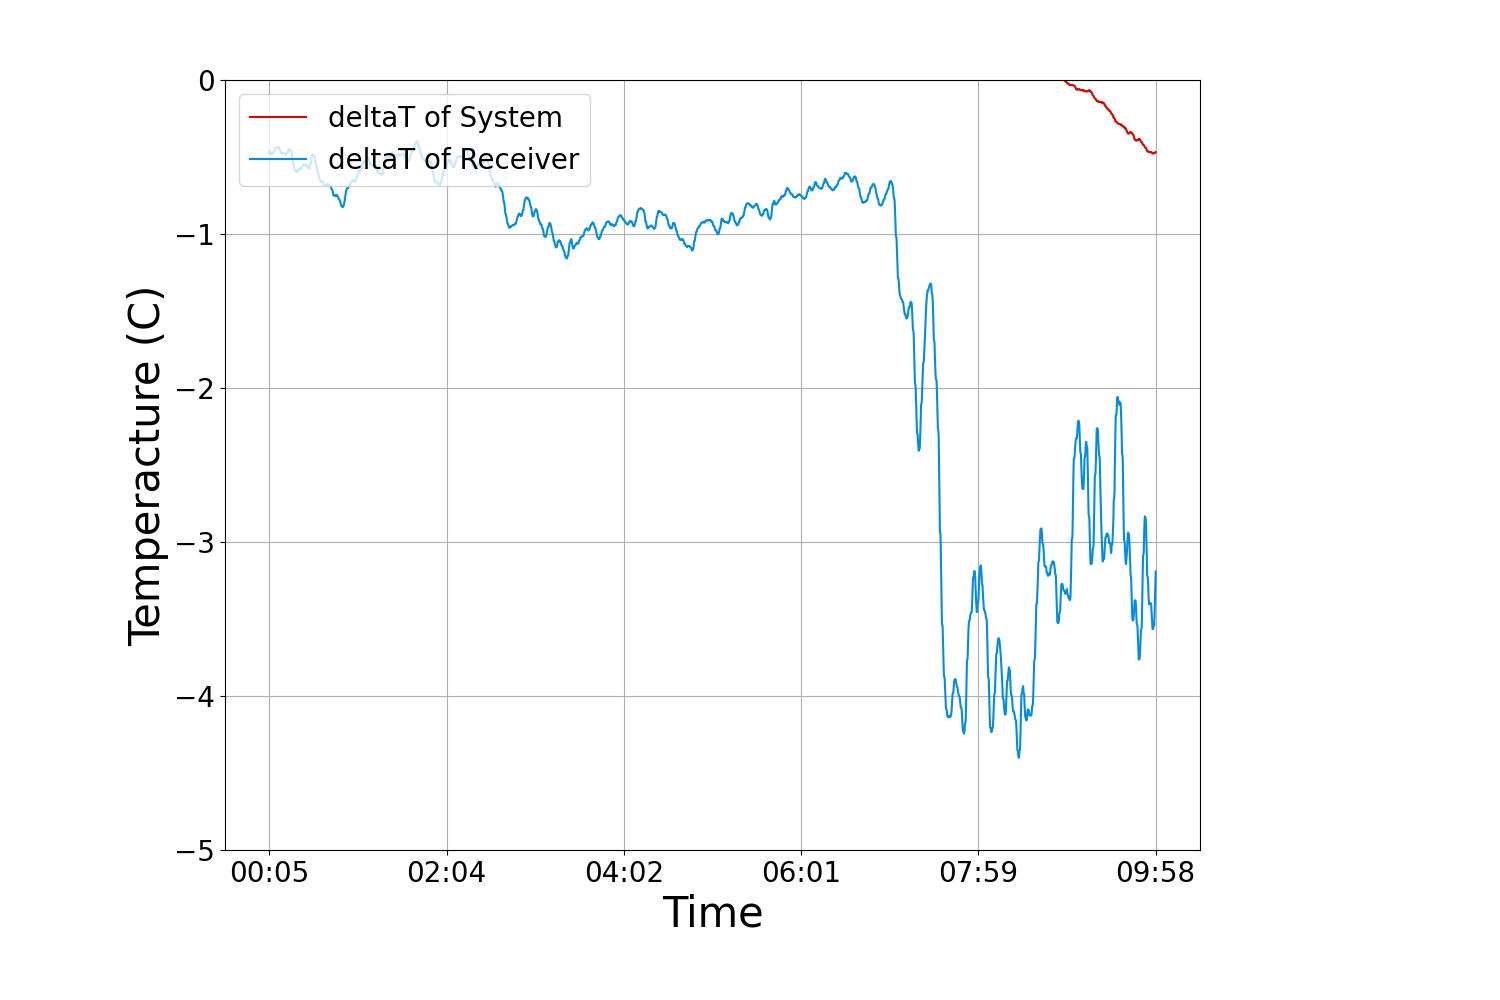 0
−1
−2
−3
−4
−5
Temperacture (C)
deltaT of System
deltaT of Receiver
00:05 02:04 04:02 06:01 07:59 09:58
Time